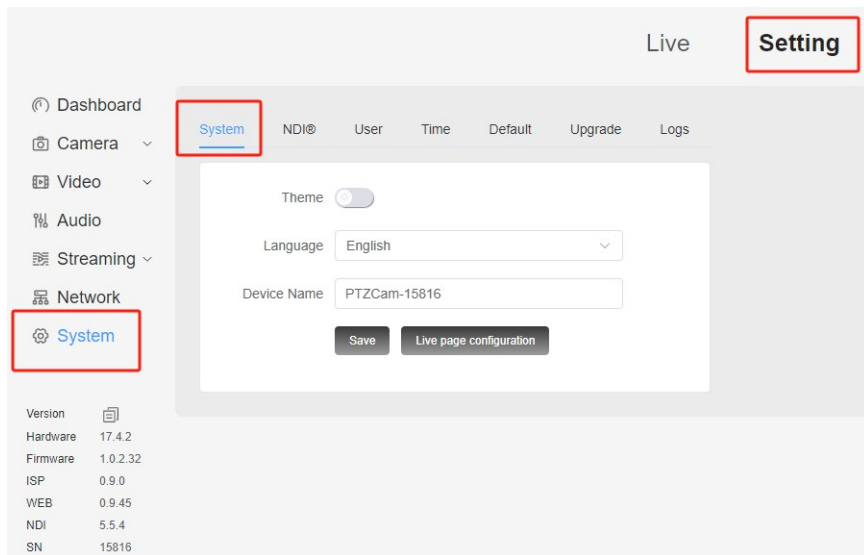 Live Setting
Dashboard
Camera
Video
Audio
Streaming
Network
System
System NDI® User Time Default Upgrade Logs
Theme
Language English
Device Name PTZCam-15816
Save Live page configuration
Version
Hardware 17.4.2
Firmware 1.0.2.32
ISP 0.9.0
WEB 0.9.45
NDI 5.5.4
SN 15816